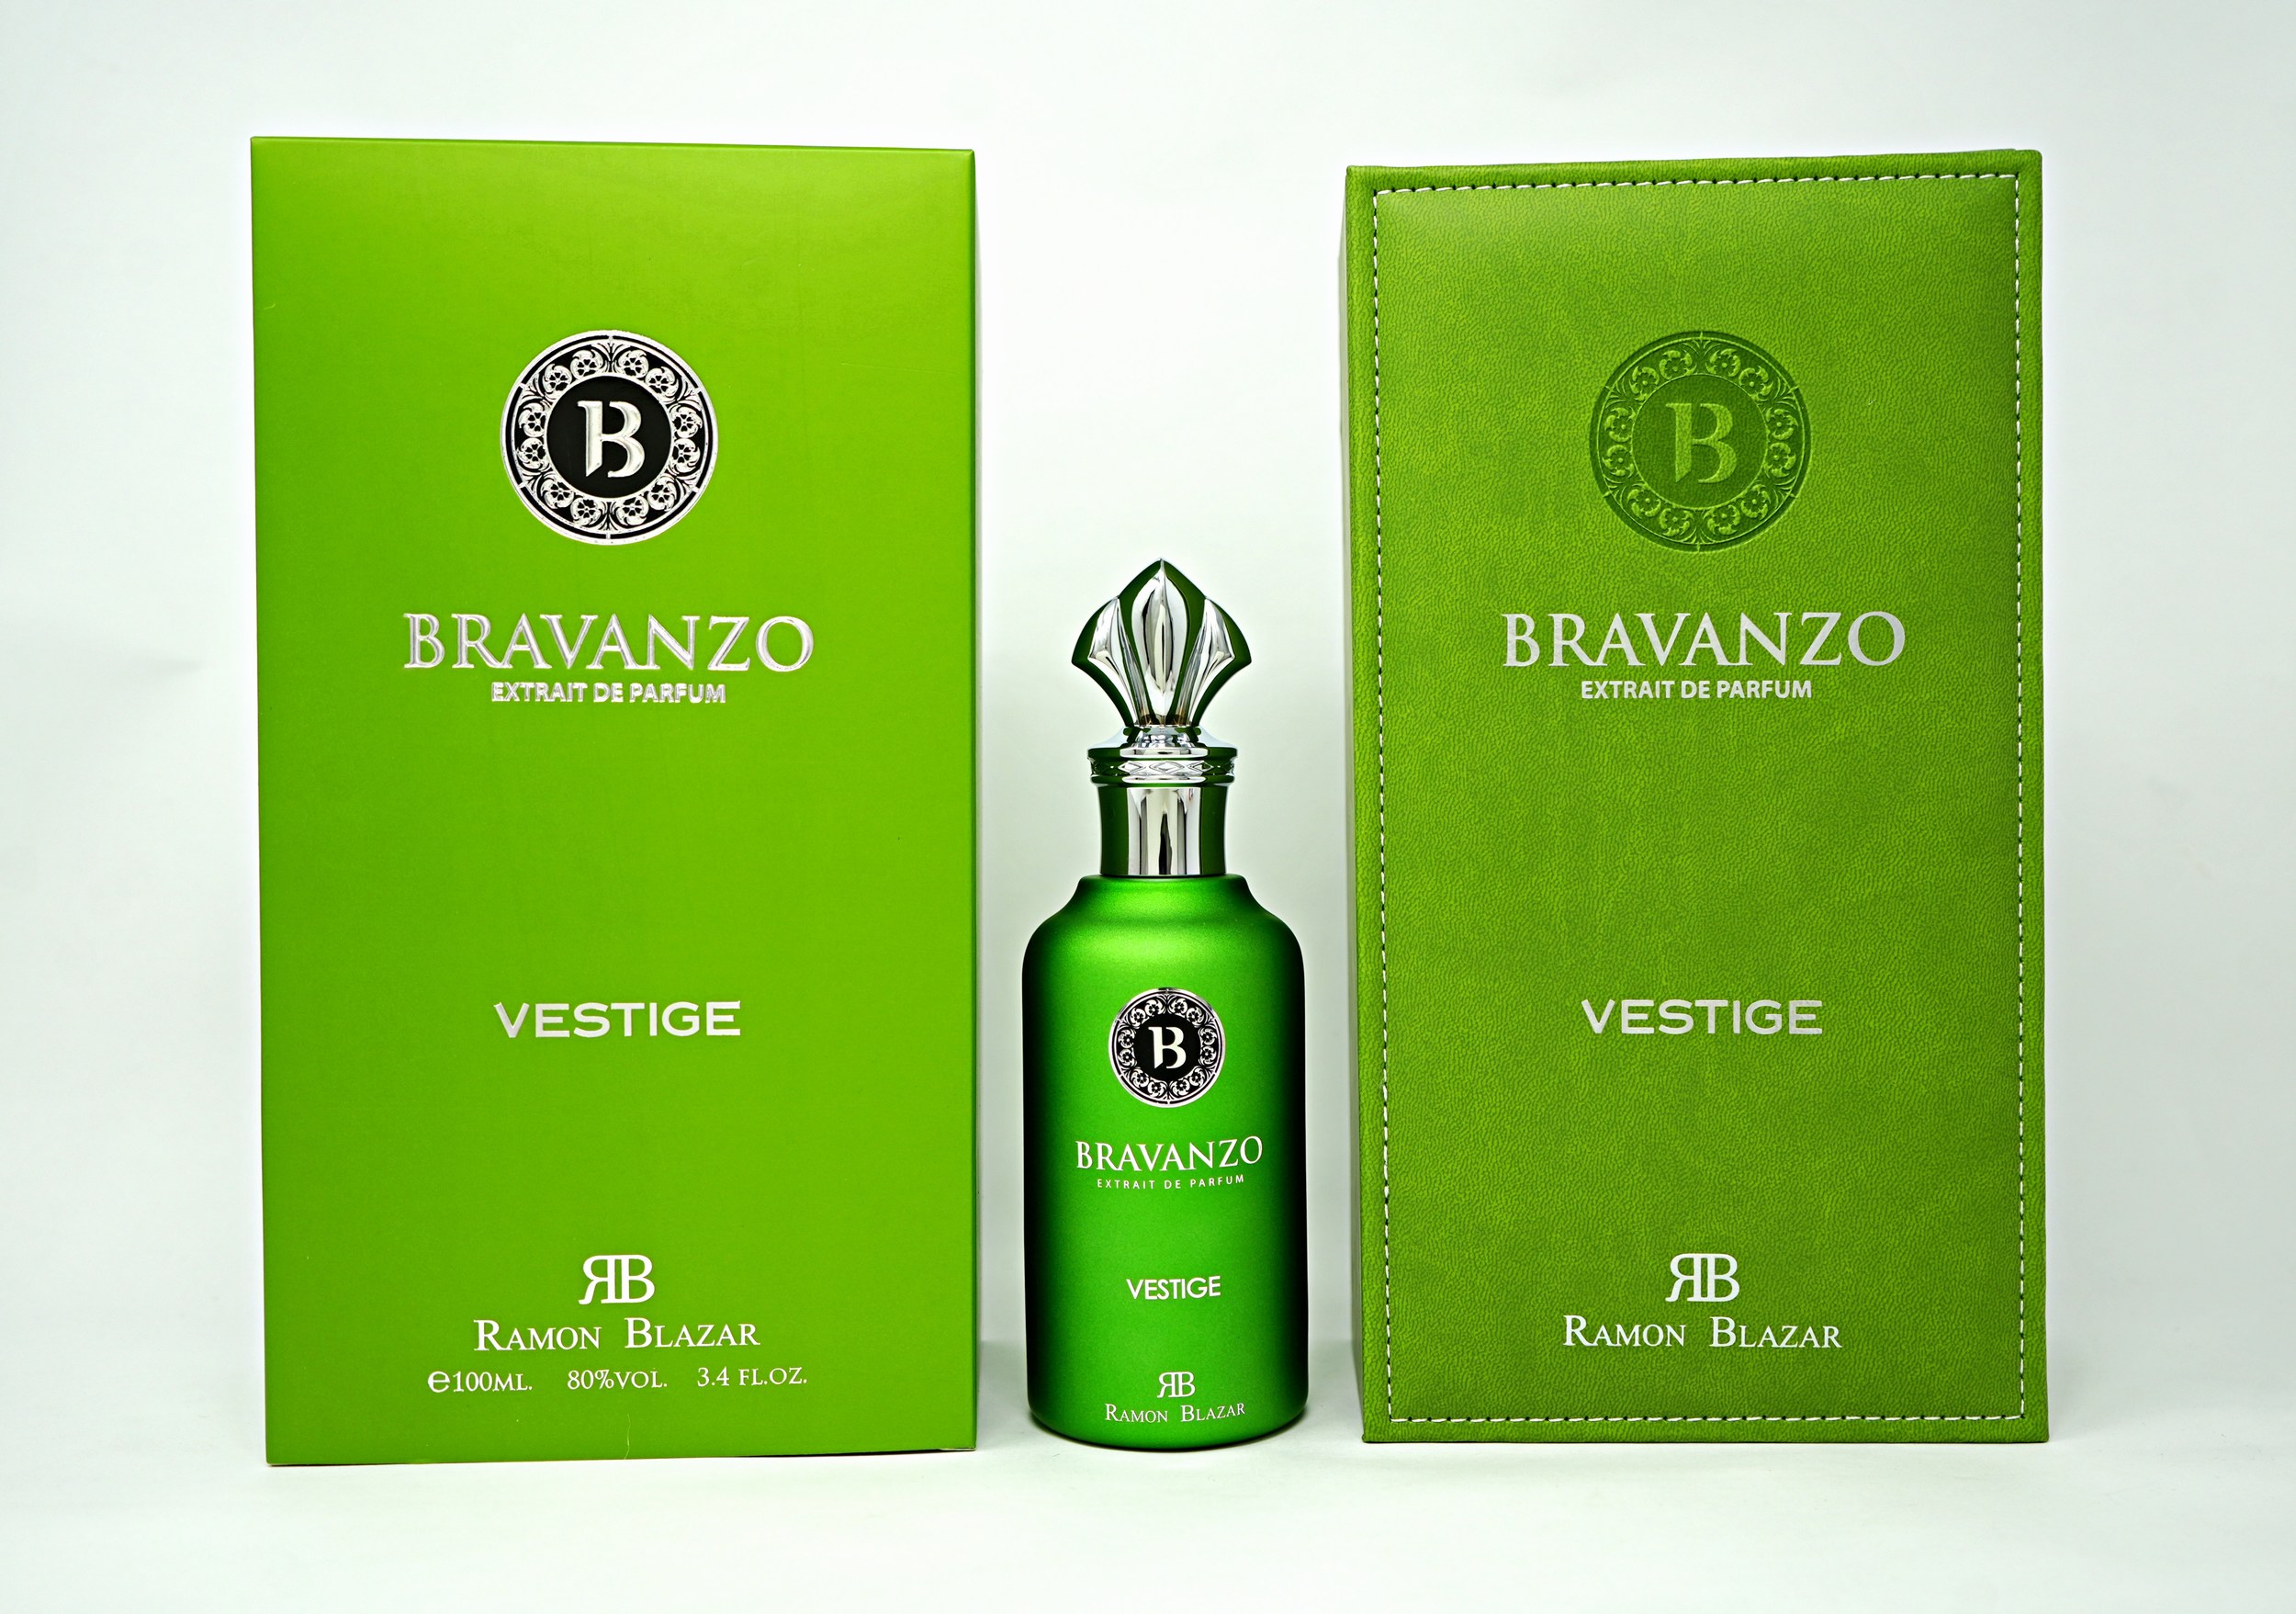 B
BRAVANZO
EXTRAIT DE PARFUM
VESTIGE
RB
RAMON BLAZAR
℮100ML. 80%VOL. 3.4 FL.OZ.
B
BRAVANZO
EXTRAIT DE PARFUM
VESTIGE
RB
RAMON BLAZAR
B
BRAVANZO
EXTRAIT DE PARFUM
VESTIGE
RB
RAMON BLAZAR